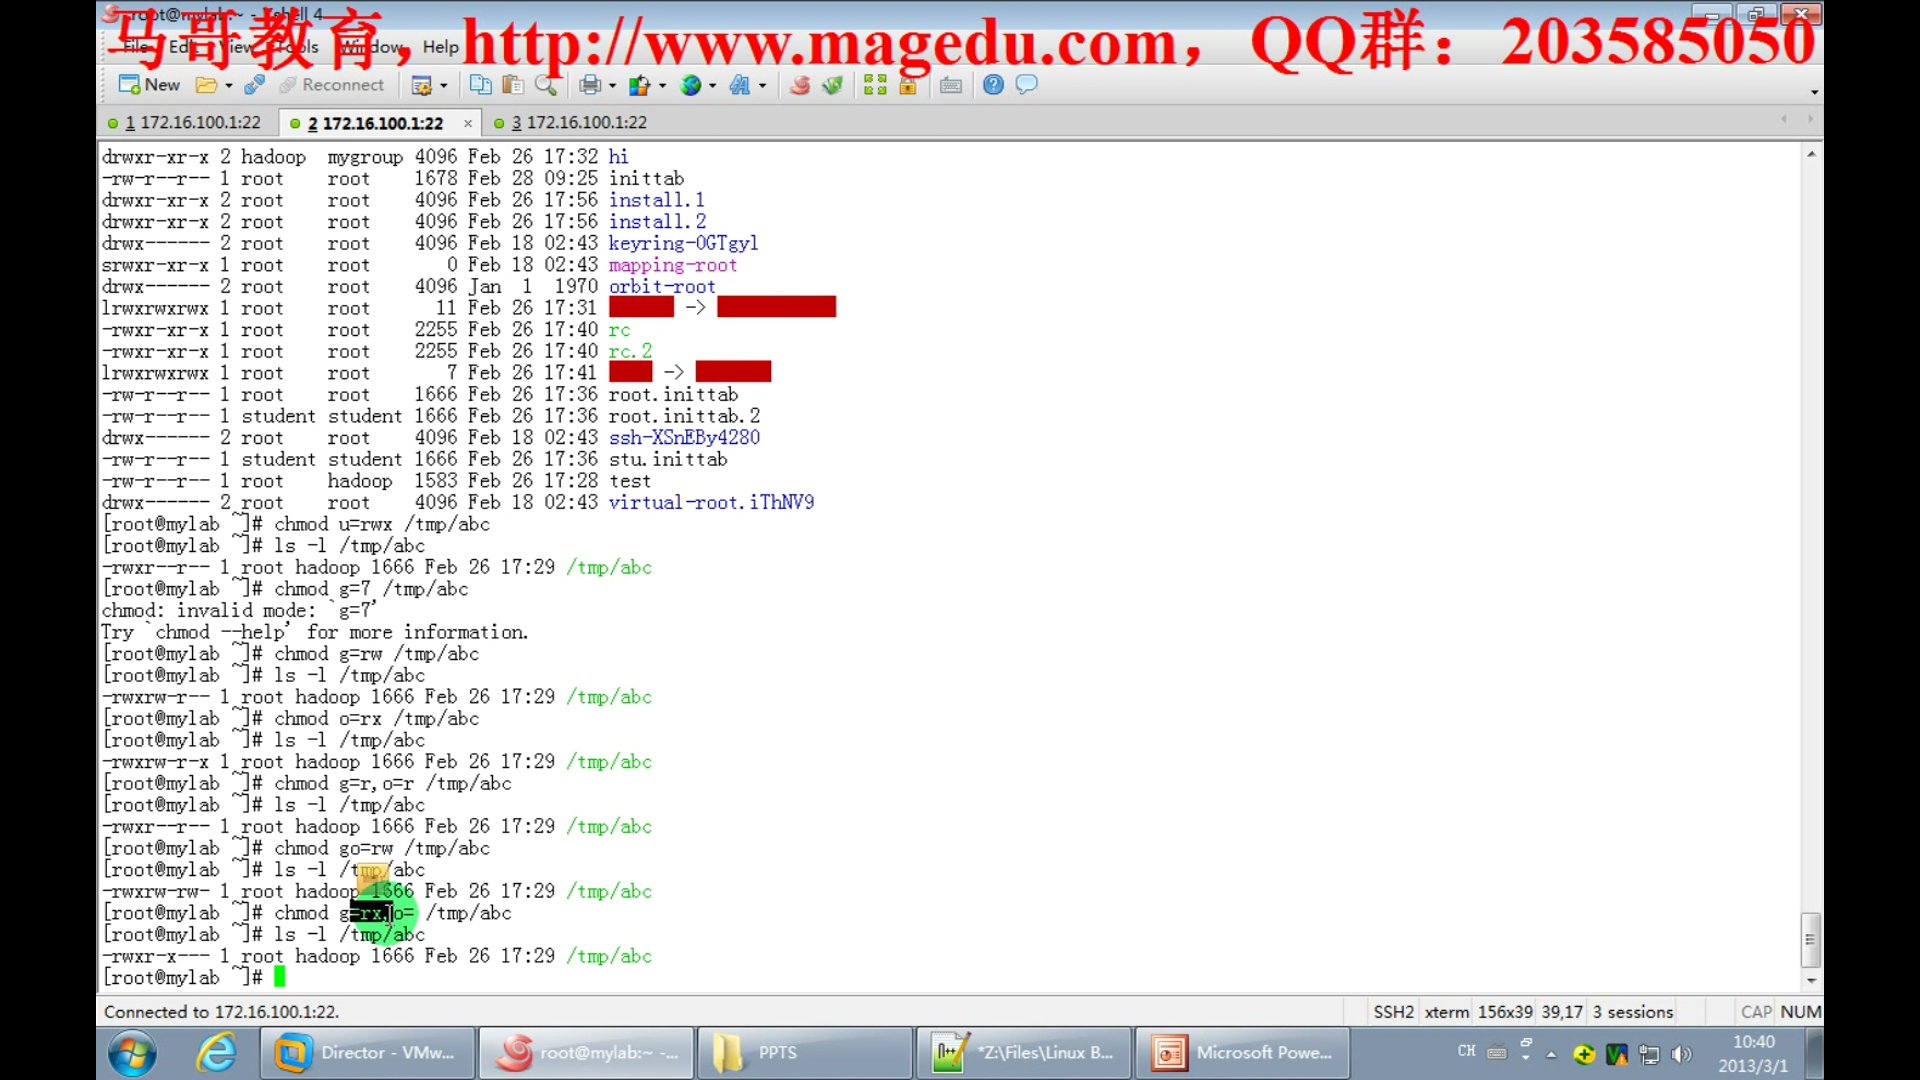 root@mylab:~ - Xshell 4
马哥教育，http://www.magedu.com，QQ群：203585050
File Edit View Tools Window Help
New Reconnect
1 172.16.100.1:22 2 172.16.100.1:22 × 3 172.16.100.1:22
drwxr-xr-x 2 hadoop mygroup 4096 Feb 26 17:32 hi
-rw-r--r-- 1 root root 1678 Feb 28 09:25 inittab
drwxr-xr-x 2 root root 4096 Feb 26 17:56 install.1
drwxr-xr-x 2 root root 4096 Feb 26 17:56 install.2
drwx------ 2 root root 4096 Feb 18 02:43 keyring-OGTgyl
srwxr-xr-x 1 root root 0 Feb 18 02:43 mapping-root
drwx------ 2 root root 4096 Jan 1 1970 orbit-root
lrwxrwxrwx 1 root root 11 Feb 26 17:31 ->
-rwxr-xr-x 1 root root 2255 Feb 26 17:40 rc
-rwxr-xr-x 1 root root 2255 Feb 26 17:40 rc.2
lrwxrwxrwx 1 root root 7 Feb 26 17:41 ->
-rw-r--r-- 1 root root 1666 Feb 26 17:36 root.inittab
-rw-r--r-- 1 student student 1666 Feb 26 17:36 root.inittab.2
drwx------ 2 root root 4096 Feb 18 02:43 ssh-XSnEBy4280
-rw-r--r-- 1 student student 1666 Feb 26 17:36 stu.inittab
-rw-r--r-- 1 root hadoop 1583 Feb 26 17:28 test
drwx------ 2 root root 4096 Feb 18 02:43 virtual-root.iThNV9
[root@mylab ~]# chmod u=rwx /tmp/abc
[root@mylab ~]# ls -l /tmp/abc
-rwxr--r-- 1 root hadoop 1666 Feb 26 17:29 /tmp/abc
[root@mylab ~]# chmod g=7 /tmp/abc
chmod: invalid mode: `g=7'
Try `chmod --help' for more information.
[root@mylab ~]# chmod g=rw /tmp/abc
[root@mylab ~]# ls -l /tmp/abc
-rwxrw-r-- 1 root hadoop 1666 Feb 26 17:29 /tmp/abc
[root@mylab ~]# chmod o=rx /tmp/abc
[root@mylab ~]# ls -l /tmp/abc
-rwxrw-r-x 1 root hadoop 1666 Feb 26 17:29 /tmp/abc
[root@mylab ~]# chmod g=r,o=r /tmp/abc
[root@mylab ~]# ls -l /tmp/abc
-rwxr--r-- 1 root hadoop 1666 Feb 26 17:29 /tmp/abc
[root@mylab ~]# chmod go=rw /tmp/abc
[root@mylab ~]# ls -l /tmp/abc
-rwxrw-rw- 1 root hadoop 1666 Feb 26 17:29 /tmp/abc
[root@mylab ~]# chmod g=rx,o= /tmp/abc
[root@mylab ~]# ls -l /tmp/abc
-rwxr-x--- 1 root hadoop 1666 Feb 26 17:29 /tmp/abc
[root@mylab ~]#
Connected to 172.16.100.1:22. SSH2 xterm 156x39 39,17 3 sessions CAP NUM
Director - VMw... root@mylab:~ -... PPTS *Z:\Files\Linux B... Microsoft Powe... CH 10:40
2013/3/1